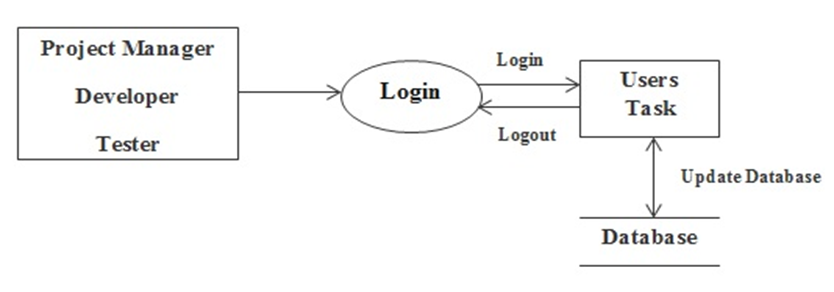 Project Manager
Developer
Tester
Login
Login
Logout
Users
Task
Update Database
Database